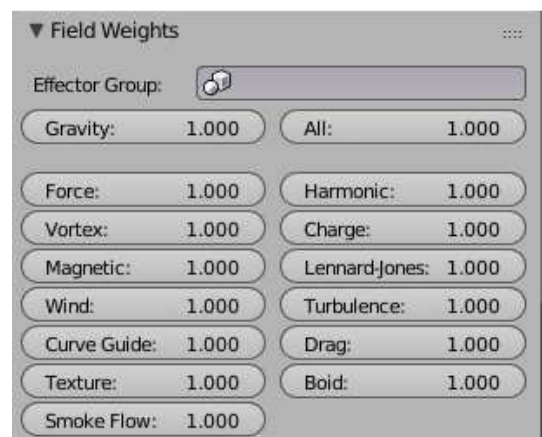 Field Weights
Effector Group:
Gravity: 1.000 All: 1.000
Force: 1.000 Harmonic: 1.000
Vortex: 1.000 Charge: 1.000
Magnetic: 1.000 Lennard-Jones: 1.000
Wind: 1.000 Turbulence: 1.000
Curve Guide: 1.000 Drag: 1.000
Texture: 1.000 Boid: 1.000
Smoke Flow: 1.000